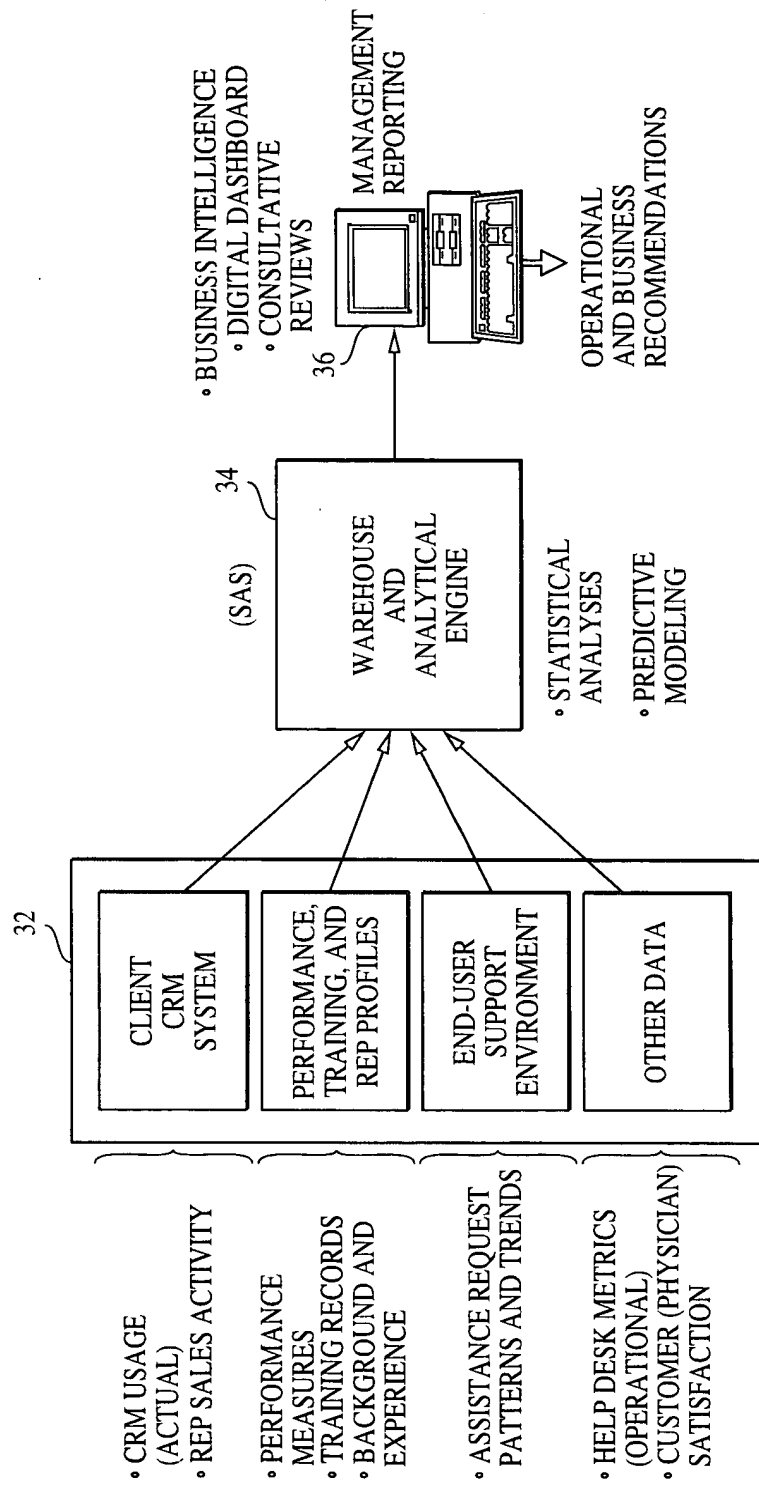 • CRM USAGE
(ACTUAL)
• REP SALES ACTIVITY
• PERFORMANCE
MEASURES
• TRAINING RECORDS
• BACKGROUND AND
EXPERIENCE
• ASSISTANCE REQUEST
PATTERNS AND TRENDS
• HELP DESK METRICS
(OPERATIONAL)
• CUSTOMER (PHYSICIAN)
SATISFACTION
32
CLIENT
CRM
SYSTEM
PERFORMANCE,
TRAINING, AND
REP PROFILES
END-USER
SUPPORT
ENVIRONMENT
OTHER DATA
(SAS)
34
WAREHOUSE
AND
ANALYTICAL
ENGINE
• STATISTICAL
ANALYSES
• PREDICTIVE
MODELING
• BUSINESS INTELLIGENCE
• DIGITAL DASHBOARD
• CONSULTATIVE
REVIEWS
36
MANAGEMENT
REPORTING
OPERATIONAL
AND BUSINESS
RECOMMENDATIONS